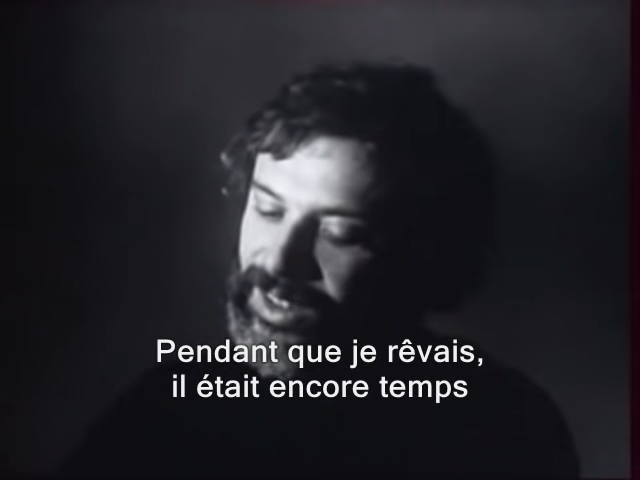 Pendant que je rêvais,
il était encore temps